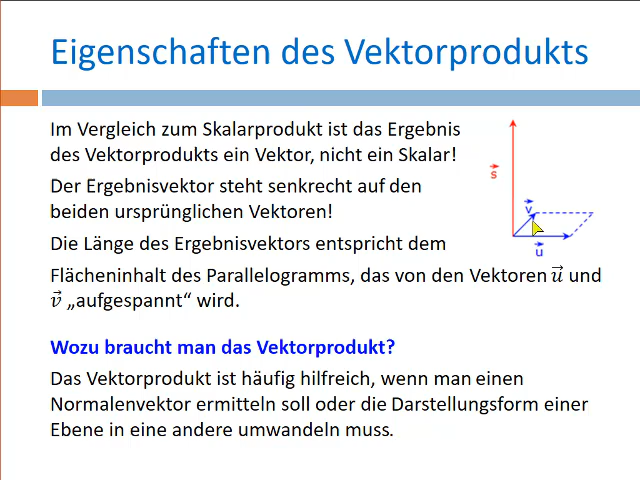 Eigenschaften des Vektorprodukts
Im Vergleich zum Skalarprodukt ist das Ergebnis
des Vektorprodukts ein Vektor, nicht ein Skalar!
Der Ergebnisvektor steht senkrecht auf den
beiden ursprünglichen Vektoren!
Die Länge des Ergebnisvektors entspricht dem
Flächeninhalt des Parallelogramms, das von den Vektoren u⃗ und
v⃗ „aufgespannt“ wird.
s⃗
v⃗
u⃗
Wozu braucht man das Vektorprodukt?
Das Vektorprodukt ist häufig hilfreich, wenn man einen
Normalenvektor ermitteln soll oder die Darstellungsform einer
Ebene in eine andere umwandeln muss.